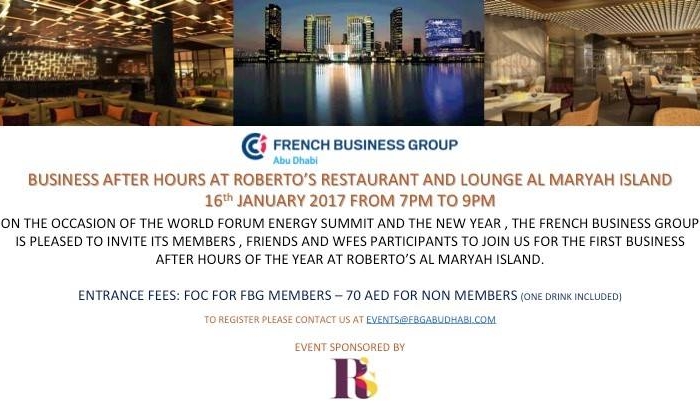 FRENCH BUSINESS GROUP
Abu Dhabi
BUSINESS AFTER HOURS AT ROBERTO'S RESTAURANT AND LOUNGE AL MARYAH ISLAND
16th JANUARY 2017 FROM 7PM TO 9PM
ON THE OCCASION OF THE WORLD FORUM ENERGY SUMMIT AND THE NEW YEAR , THE FRENCH BUSINESS GROUP
IS PLEASED TO INVITE ITS MEMBERS , FRIENDS AND WFES PARTICIPANTS TO JOIN US FOR THE FIRST BUSINESS
AFTER HOURS OF THE YEAR AT ROBERTO'S AL MARYAH ISLAND.
ENTRANCE FEES: FOC FOR FBG MEMBERS – 70 AED FOR NON MEMBERS (ONE DRINK INCLUDED)
TO REGISTER PLEASE CONTACT US AT EVENTS@FBGABUDHABI.COM
EVENT SPONSORED BY
Ris